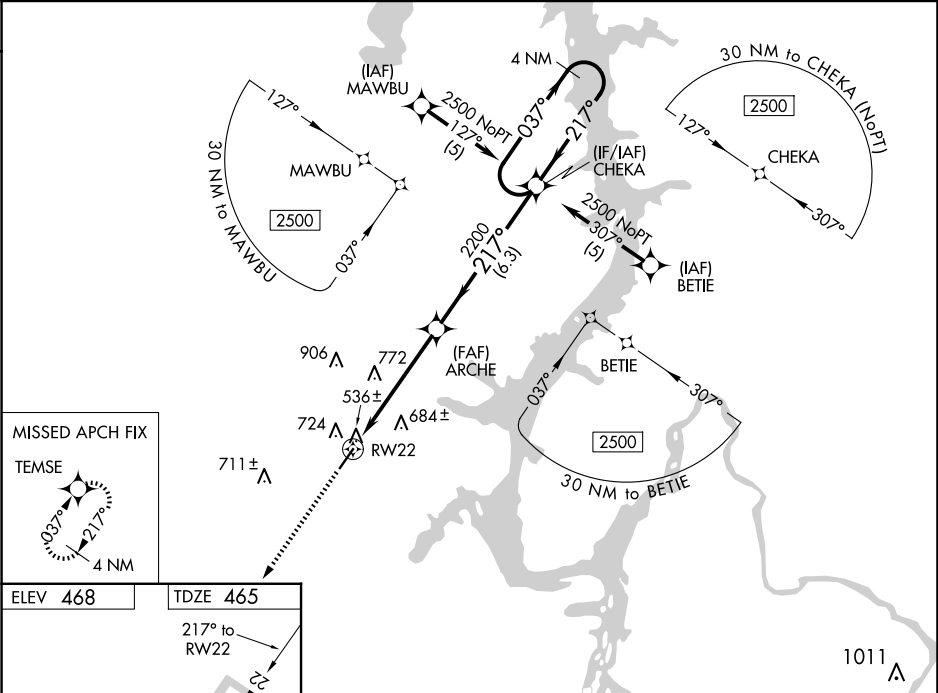 4 NM
30 NM to CHEKA (NoPT)
(IAF)
MAWBU
2500 NoPT
127°
(5)
037°
217°
2500
127°
CHEKA
307°
127°
MAWBU
30 NM to MAWBU
2500
037°
(IF/IAF)
CHEKA
2500 NoPT
307°
(5)
(IAF)
BETIE
2200
217°
(6.3)
(FAF)
ARCHE
BETIE
037°
307°
2500
30 NM to BETIE
906
772
536±
724
684±
RW22
711±
MISSED APCH FIX
TEMSE
037°
217°
4 NM
ELEV 468
TDZE 465
217° to
RW22
22
1011